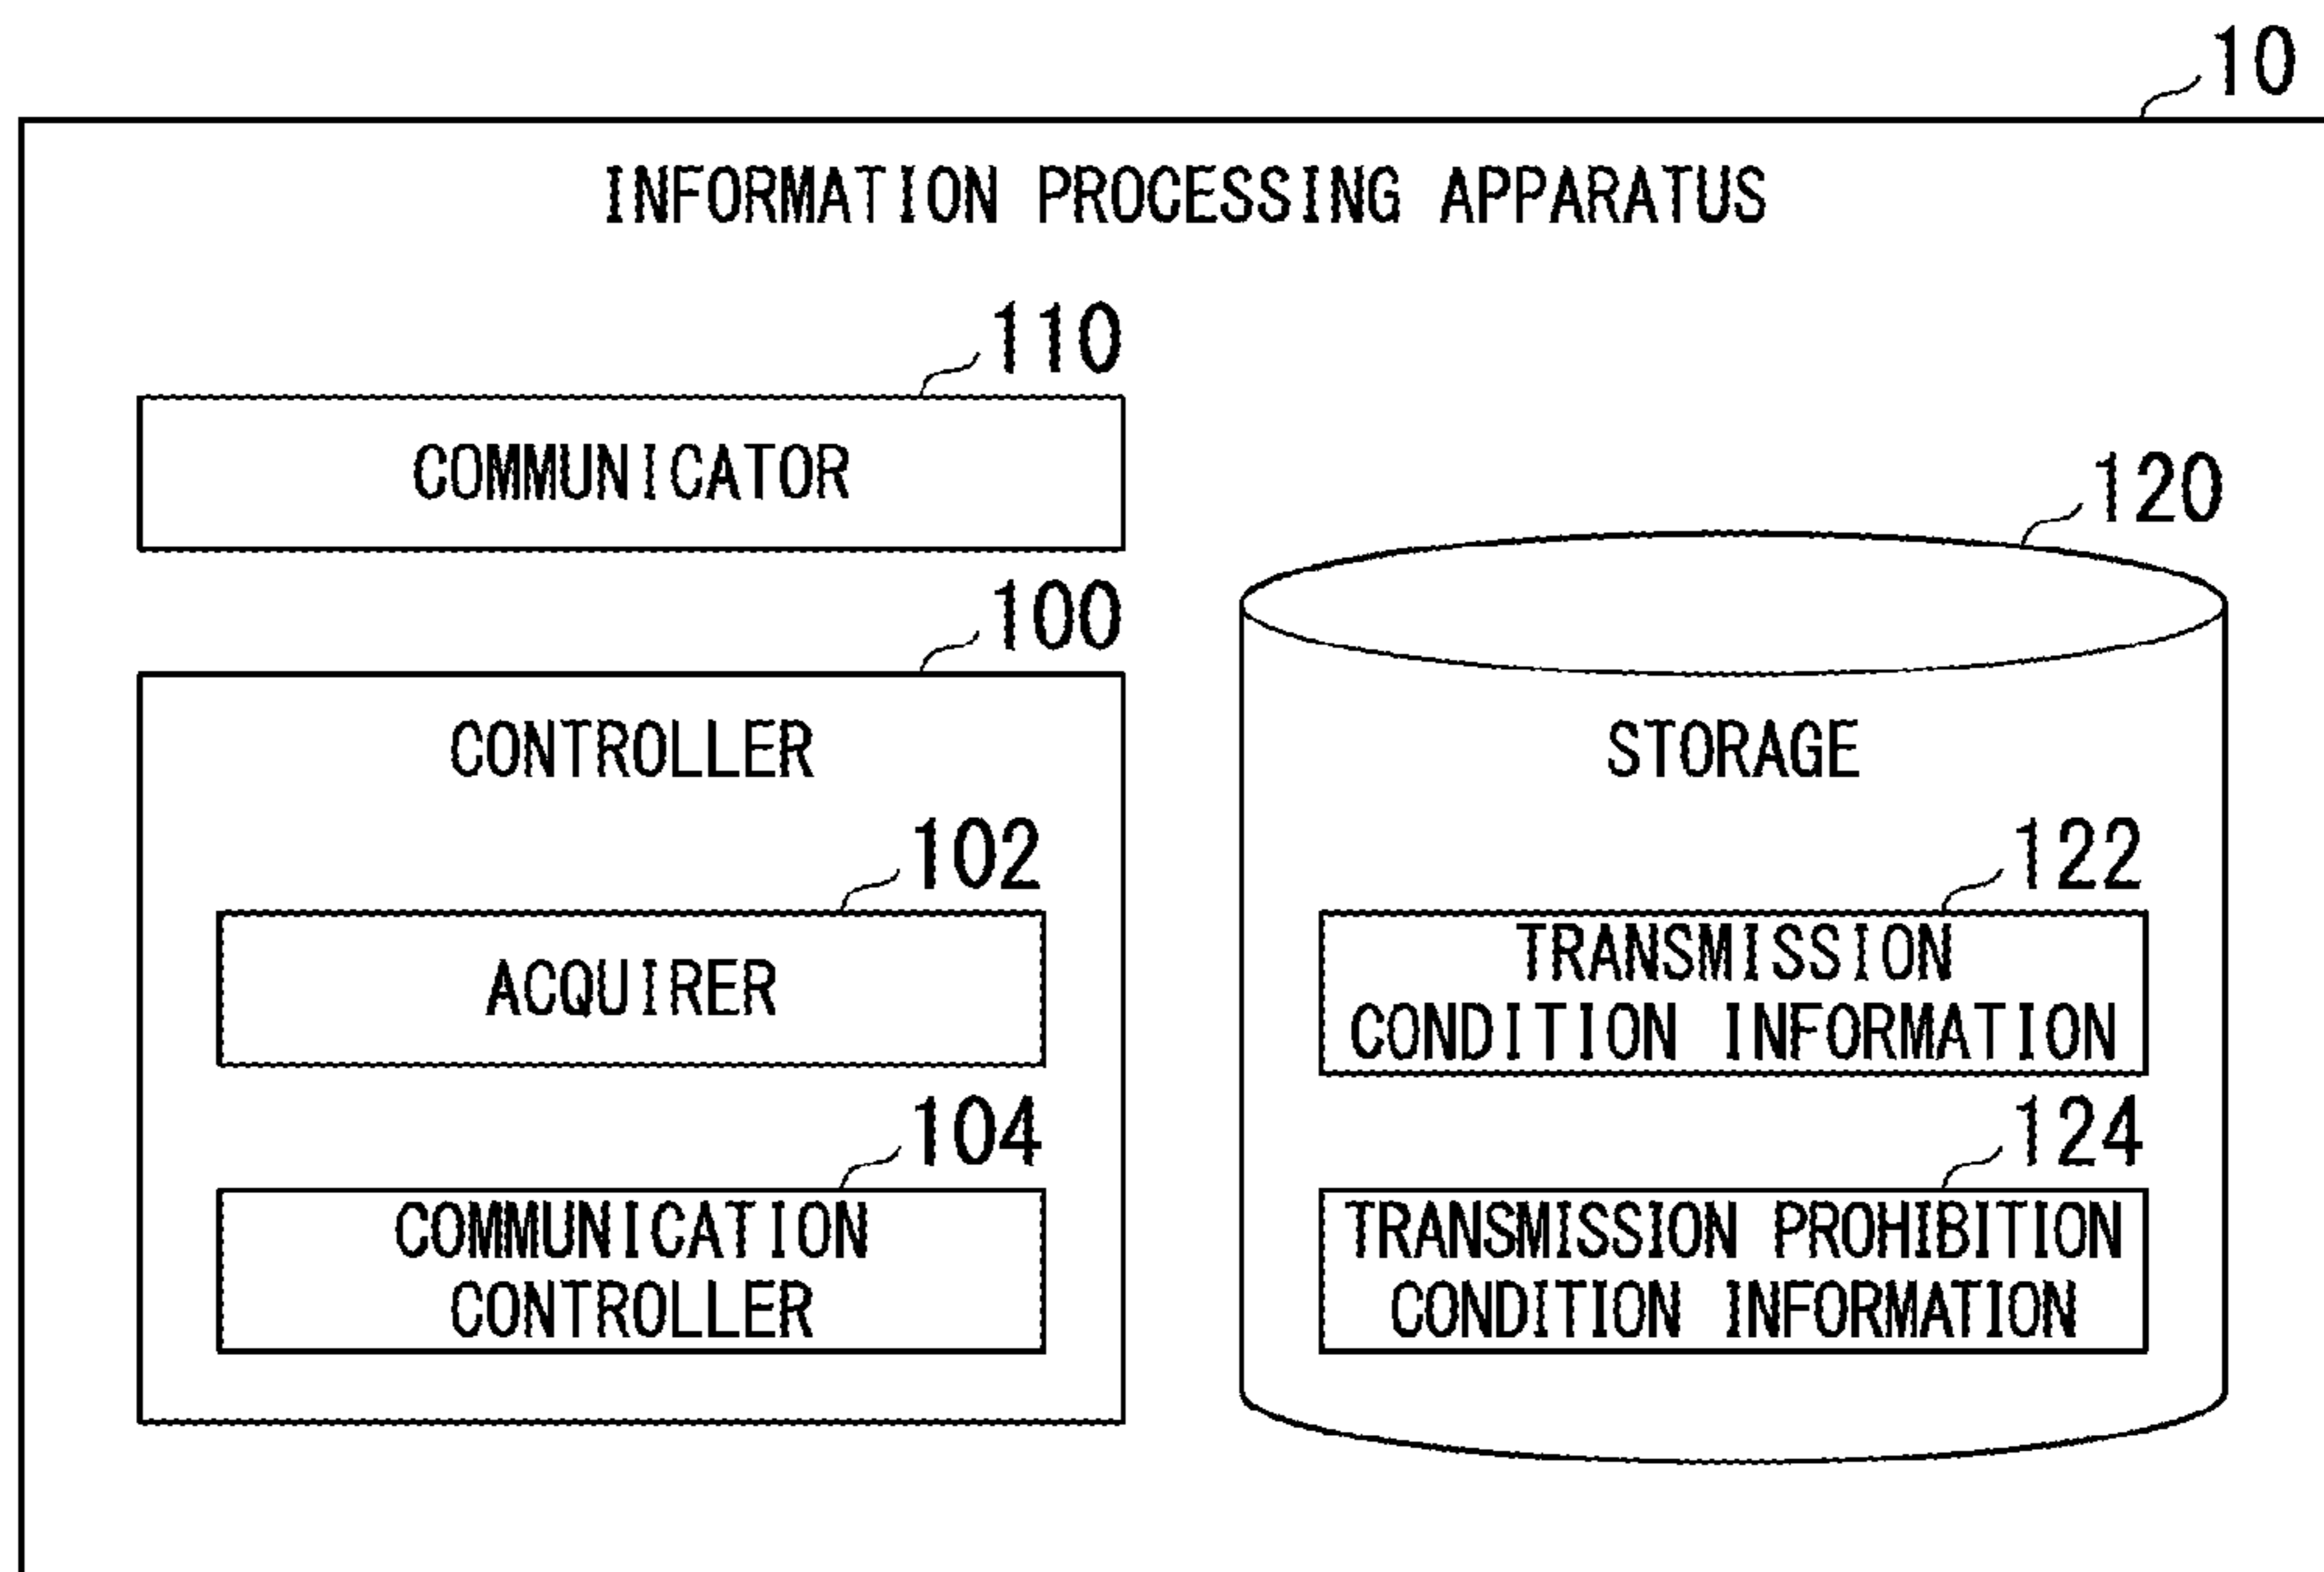 10
INFORMATION PROCESSING APPARATUS
110
COMMUNICATOR
100
CONTROLLER
102
ACQUIRER
104
COMMUNICATION
CONTROLLER
120
STORAGE
122
TRANSMISSION
CONDITION INFORMATION
124
TRANSMISSION PROHIBITION
CONDITION INFORMATION